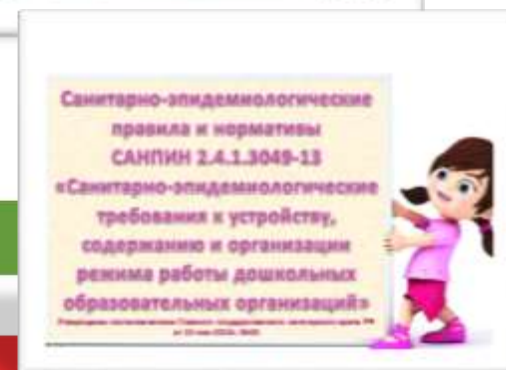 Санитарно-эпидемиологические
правила и нормативы
САНПИН 2.4.1.3049-13
«Санитарно-эпидемиологические
требования к устройству,
содержанию и организации
режима работы дошкольных
образовательных организаций»